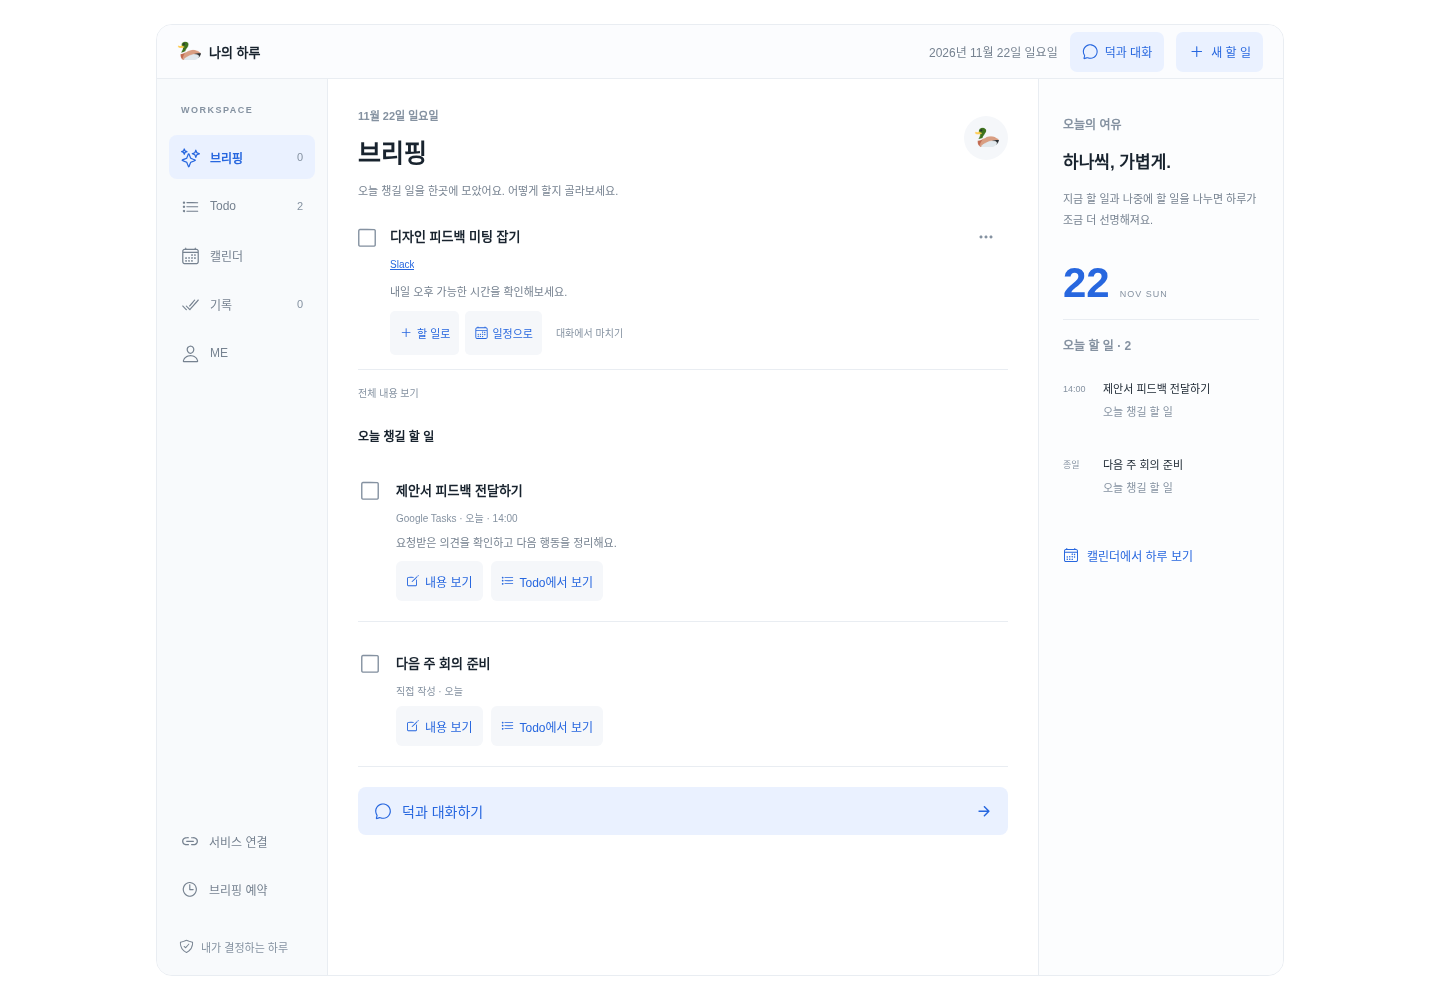 나의 하루
2026년 11월 22일 일요일
덕과 대화
새 할 일
WORKSPACE
브리핑 0
Todo 2
캘린더
기록 0
ME
서비스 연결
브리핑 예약
내가 결정하는 하루
11월 22일 일요일
브리핑
오늘 챙길 일을 한곳에 모았어요. 어떻게 할지 골라보세요.
디자인 피드백 미팅 잡기
Slack
내일 오후 가능한 시간을 확인해보세요.
할 일로
일정으로
대화에서 마치기
전체 내용 보기
오늘 챙길 할 일
제안서 피드백 전달하기
Google Tasks · 오늘 · 14:00
요청받은 의견을 확인하고 다음 행동을 정리해요.
내용 보기
Todo에서 보기
다음 주 회의 준비
직접 작성 · 오늘
내용 보기
Todo에서 보기
덕과 대화하기
오늘의 여유
하나씩, 가볍게.
지금 할 일과 나중에 할 일을 나누면 하루가
조금 더 선명해져요.
22 NOV SUN
오늘 할 일 · 2
14:00 제안서 피드백 전달하기
오늘 챙길 할 일
종일 다음 주 회의 준비
오늘 챙길 할 일
캘린더에서 하루 보기